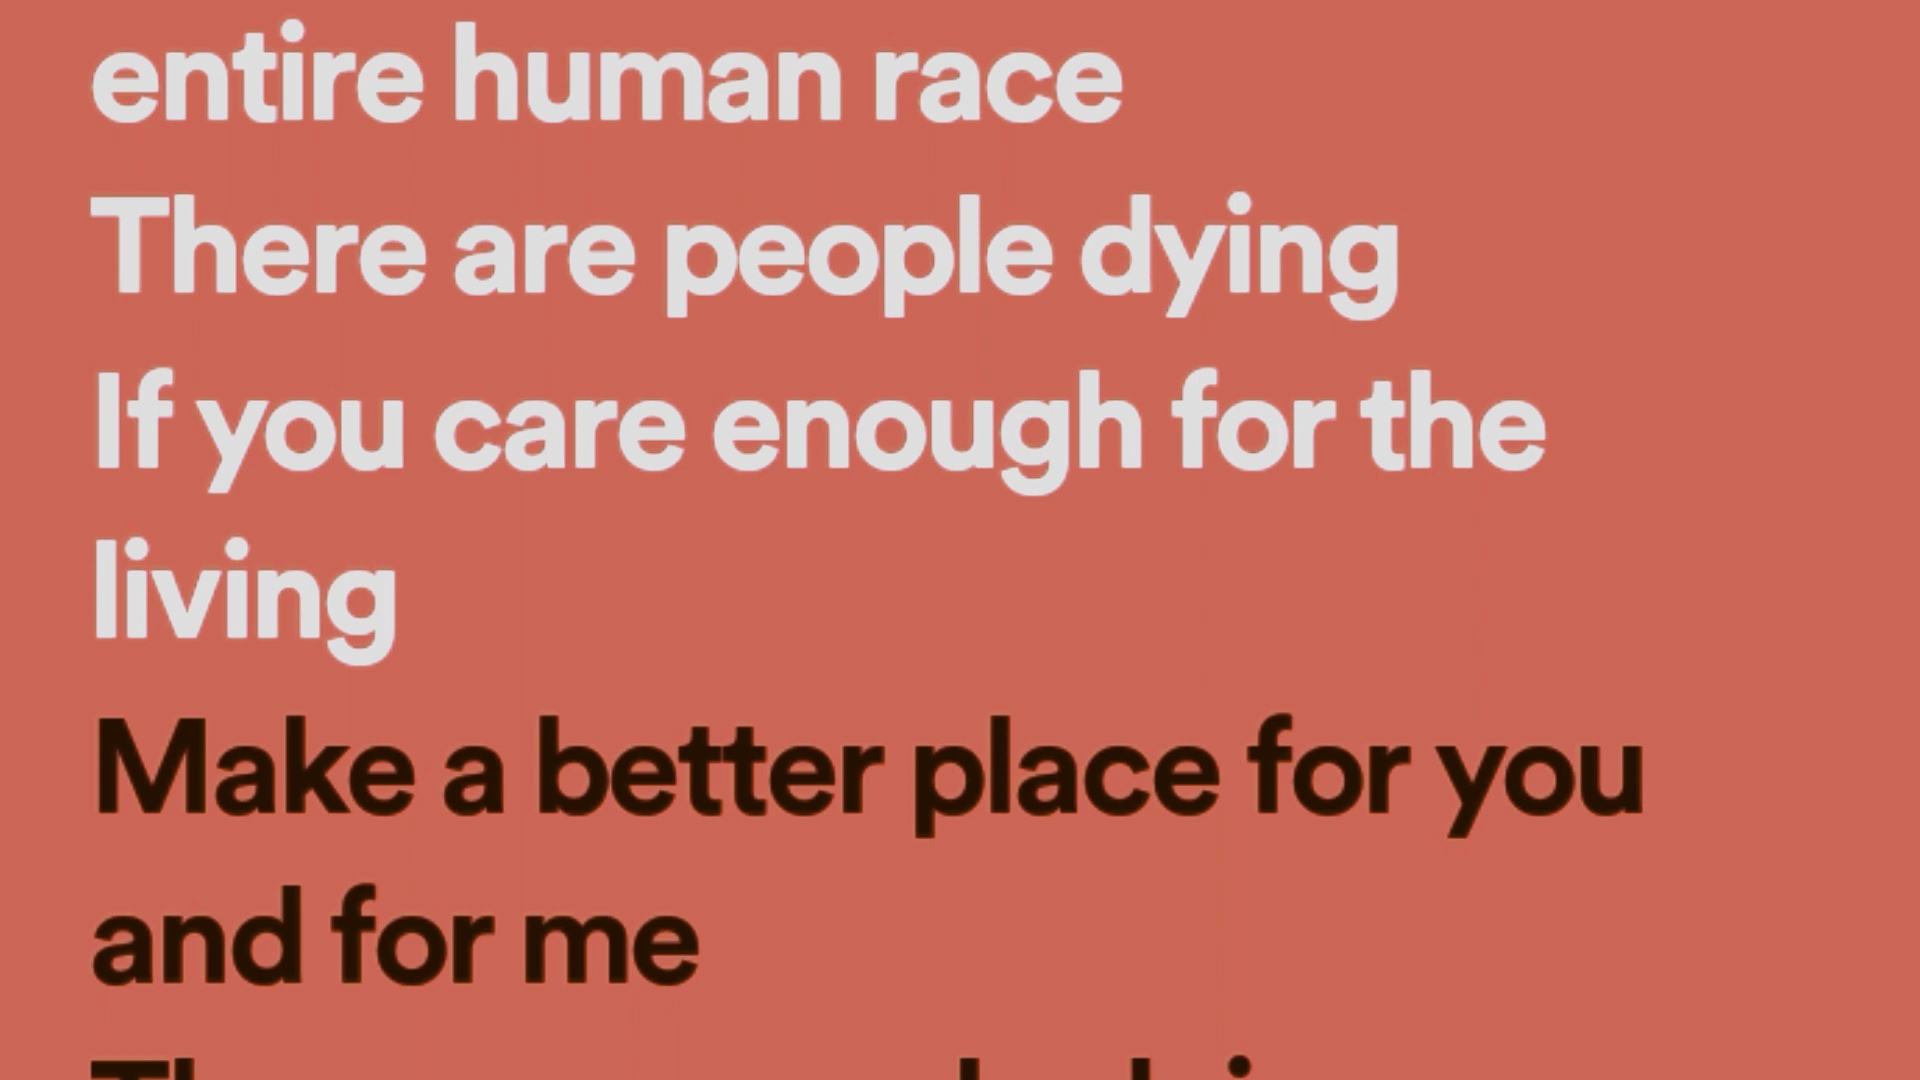 entire human race
There are people dying
If you care enough for the
living
Make a better place for you
and for me